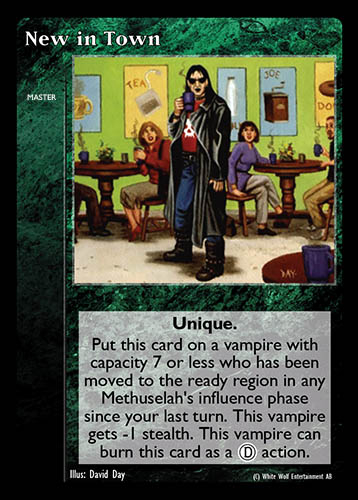 New in Town
MASTER
TEA
JOE
DO
DAY-
Unique.
Put this card on a vampire with
capacity 7 or less who has been
moved to the ready region in any
Methuselah's influence phase
since your last turn. This vampire
gets -1 stealth. This vampire can
burn this card as a Ⓓ action.
Illus: David Day
(C) White Wolf Entertainment AB